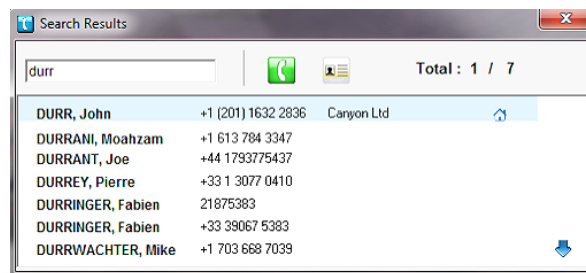 Search Results
durr
Total : 1 / 7
DURR, John +1 (201) 1632 2836 Canyon Ltd
DURRANI, Moahzam +1 613 784 3347
DURRANT, Joe +44 1793775437
DURREY, Pierre +33 1 3077 0410
DURRINGER, Fabien 21875383
DURRINGER, Fabien +33 39067 5383
DURRWACHTER, Mike +1 703 668 7039